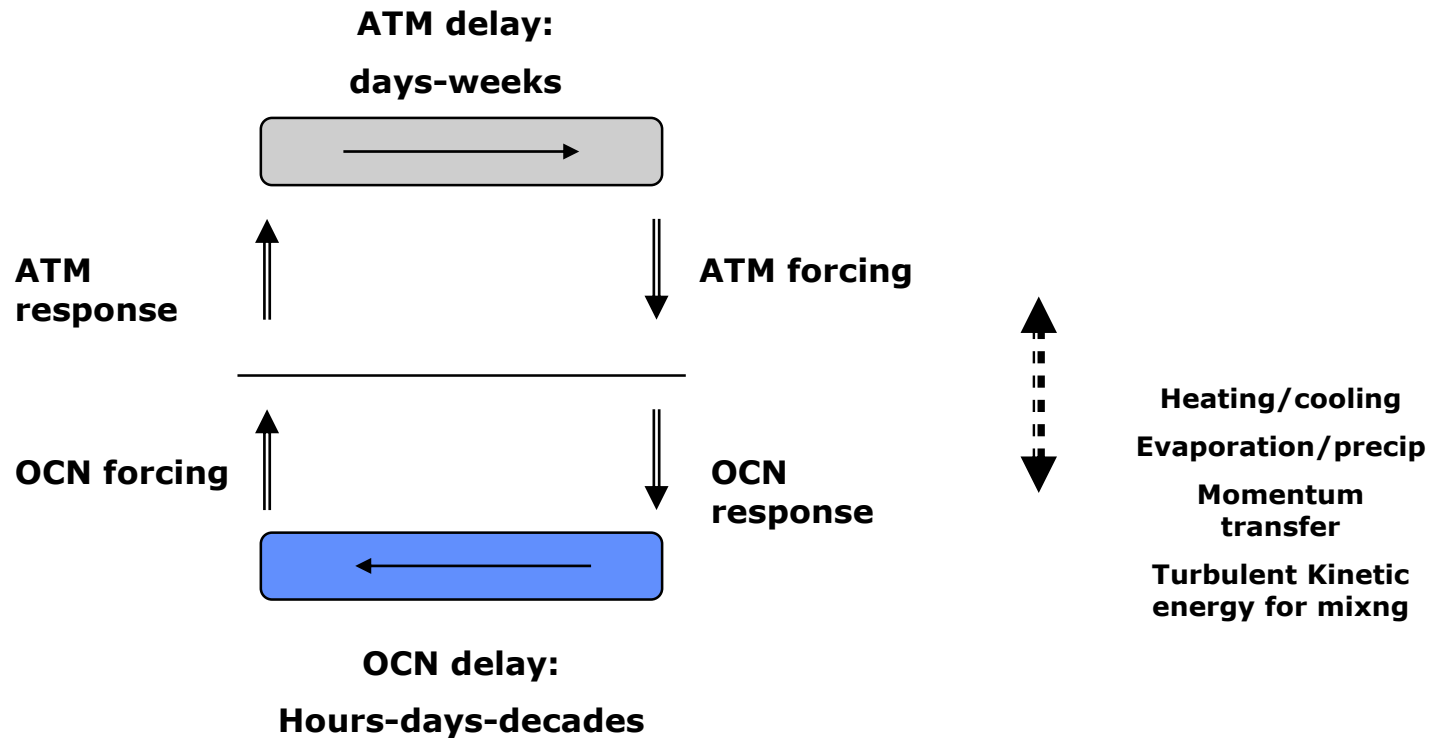 ATM delay:
days-weeks
ATM
response
ATM forcing
OCN forcing
OCN
response
OCN delay:
Hours-days-decades
Heating/cooling
Evaporation/precip
Momentum
transfer
Turbulent Kinetic
energy for mixng